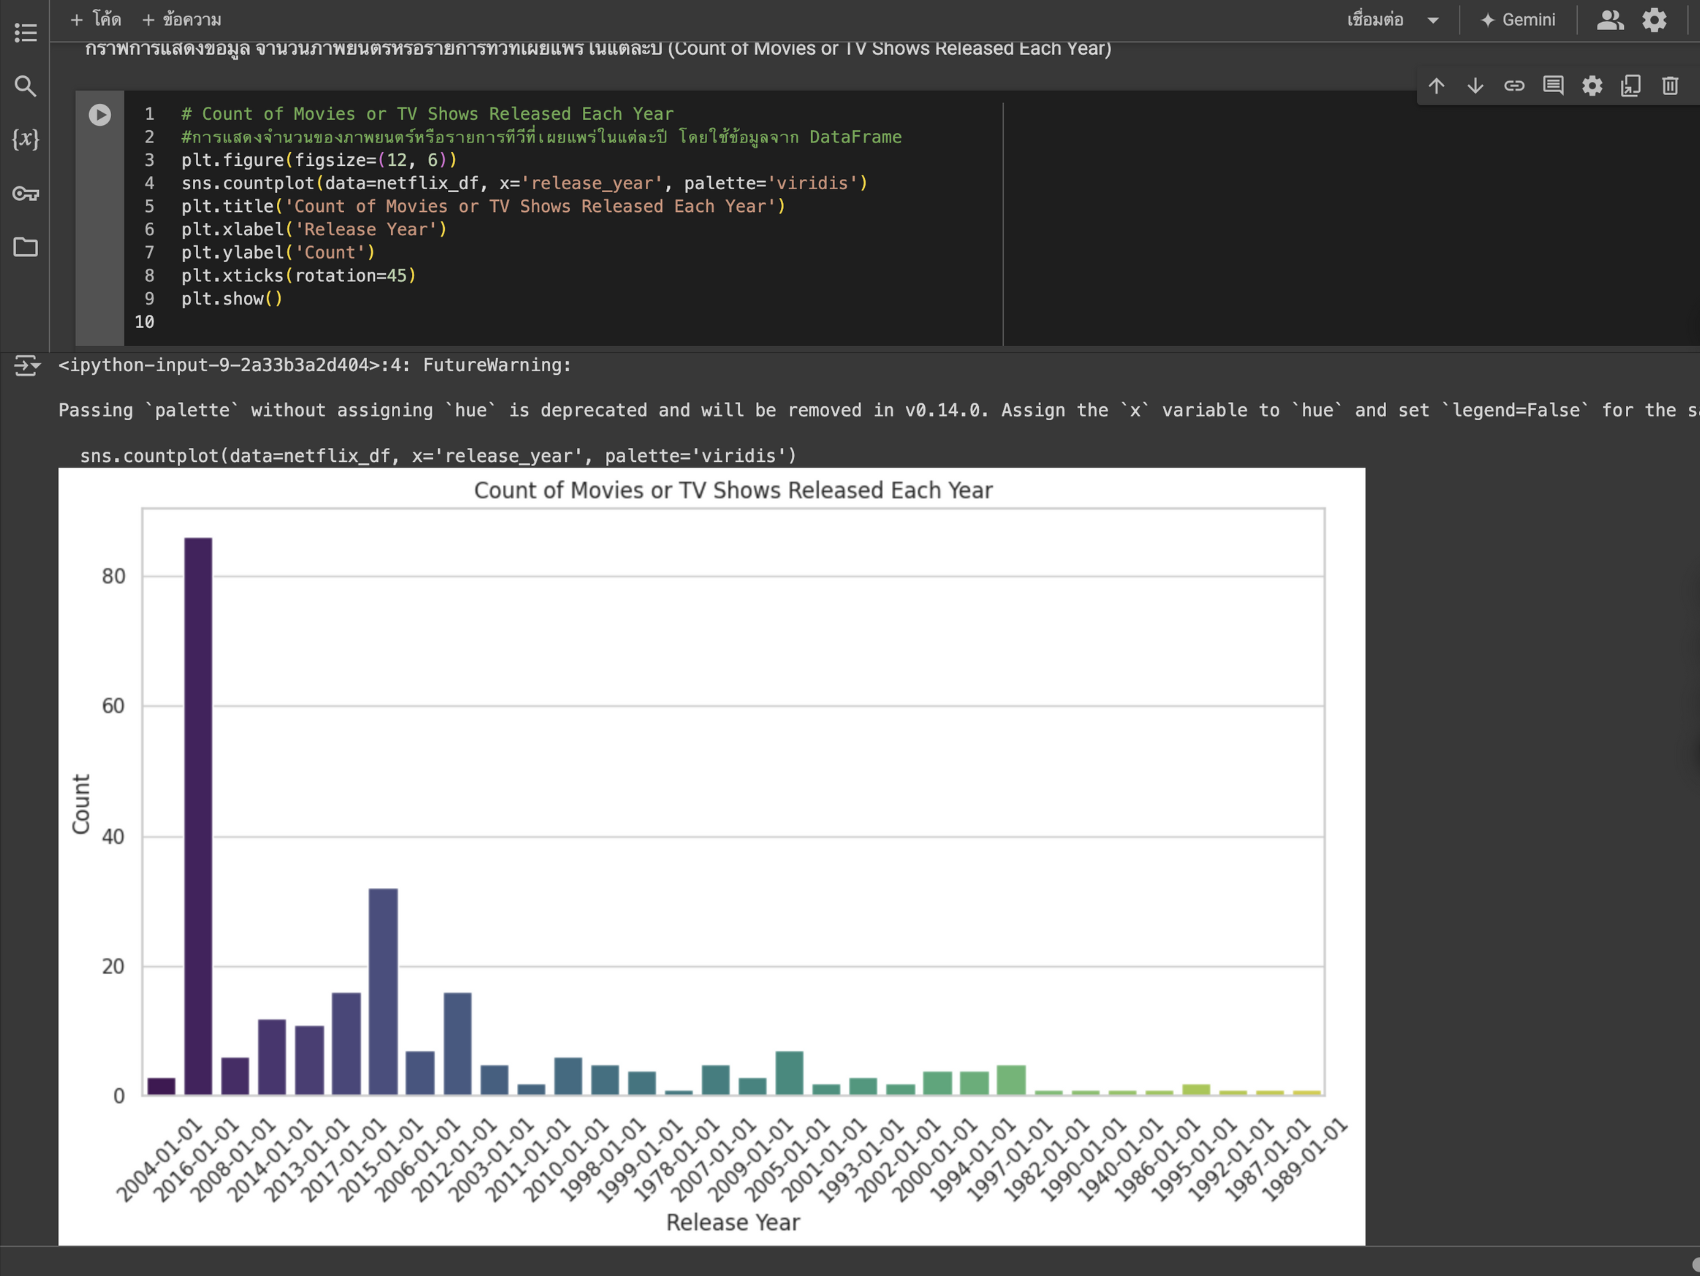 + โค้ด + ข้อความ เชื่อมต่อ Gemini
กราฟการแสดงข้อมูล จำนวนภาพยนตร์หรือรายการทีวีที่เผยแพร่ในแต่ละปี (Count of Movies or TV Shows Released Each Year)
1 # Count of Movies or TV Shows Released Each Year
2 #การแสดงจำนวนของภาพยนตร์หรือรายการทีวีที่เผยแพร่ในแต่ละปี โดยใช้ข้อมูลจาก DataFrame
3 plt.figure(figsize=(12, 6))
4 sns.countplot(data=netflix_df, x='release_year', palette='viridis')
5 plt.title('Count of Movies or TV Shows Released Each Year')
6 plt.xlabel('Release Year')
7 plt.ylabel('Count')
8 plt.xticks(rotation=45)
9 plt.show()
10
<ipython-input-9-2a33b3a2d404>:4: FutureWarning:
Passing `palette` without assigning `hue` is deprecated and will be removed in v0.14.0. Assign the `x` variable to `hue` and set `legend=False` for the
sns.countplot(data=netflix_df, x='release_year', palette='viridis')
Count of Movies or TV Shows Released Each Year
80
60
40
20
0
Count
2004-01-01
2016-01-01
2008-01-01
2014-01-01
2013-01-01
2017-01-01
2015-01-01
2006-01-01
2012-01-01
2003-01-01
2011-01-01
2010-01-01
1998-01-01
1999-01-01
1978-01-01
2007-01-01
2009-01-01
2005-01-01
2001-01-01
1993-01-01
2002-01-01
2000-01-01
1994-01-01
1997-01-01
1982-01-01
1990-01-01
1940-01-01
1986-01-01
1995-01-01
1992-01-01
1987-01-01
1989-01-01
Release Year